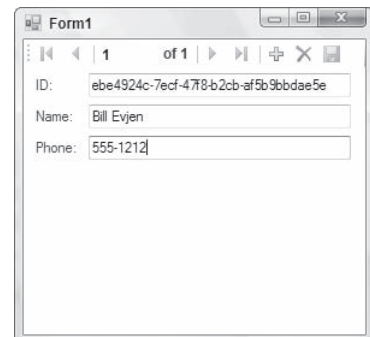 Form1
1 of 1
ID: ebe4924c-7ecf-47f8-b2cb-af5b9bbdae5e
Name: Bill Evjen
Phone: 555-1212